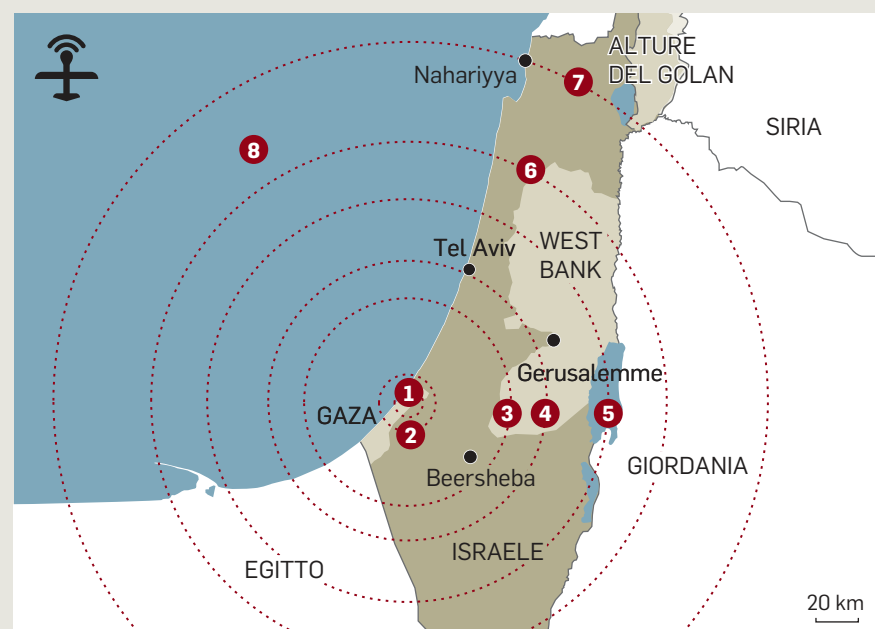 ALTURE
DEL GOLAN
Nahariyya
7
SIRIA
8
6
WEST
BANK
Tel Aviv
Gerusalemme
1
GAZA
3
4
5
2
GIORDANIA
Beersheba
ISRAELE
EGITTO
20 km